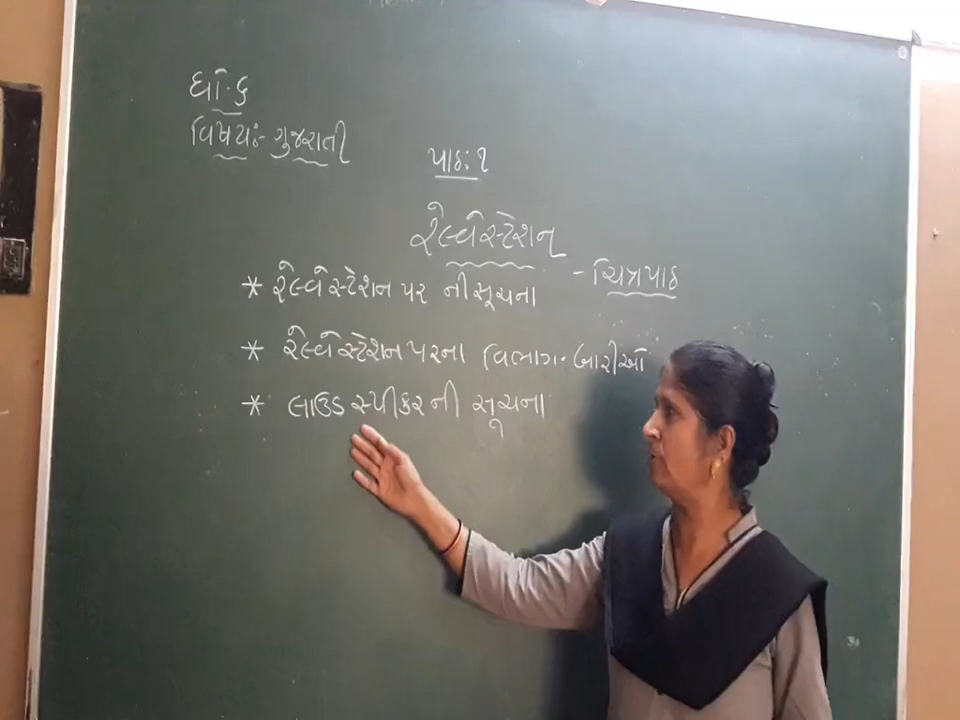 ધો.૬
વિષય:- ગુજરાતી
પાઠ: ૧
રેલ્વેસ્ટેશન
- ચિત્રપાઠ
* રેલ્વેસ્ટેશન પર ની સૂચના
* રેલ્વેસ્ટેશન પરના વિભાગ. બારીઓ
* લાઉડ સ્પીકર ની સૂચના